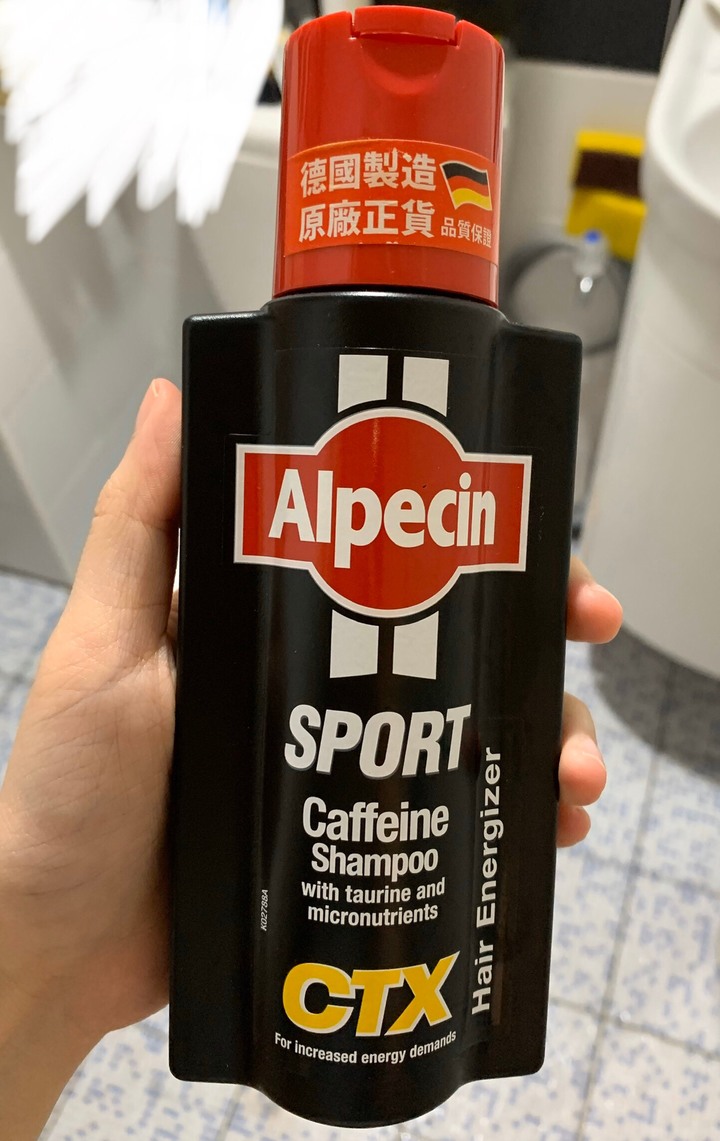 德國製造
原廠正貨 品質保證
Alpecin
SPORT
Caffeine
Shampoo
with taurine and
micronutrients
CTX
For increased energy demands
Hair Energizer
K02788A